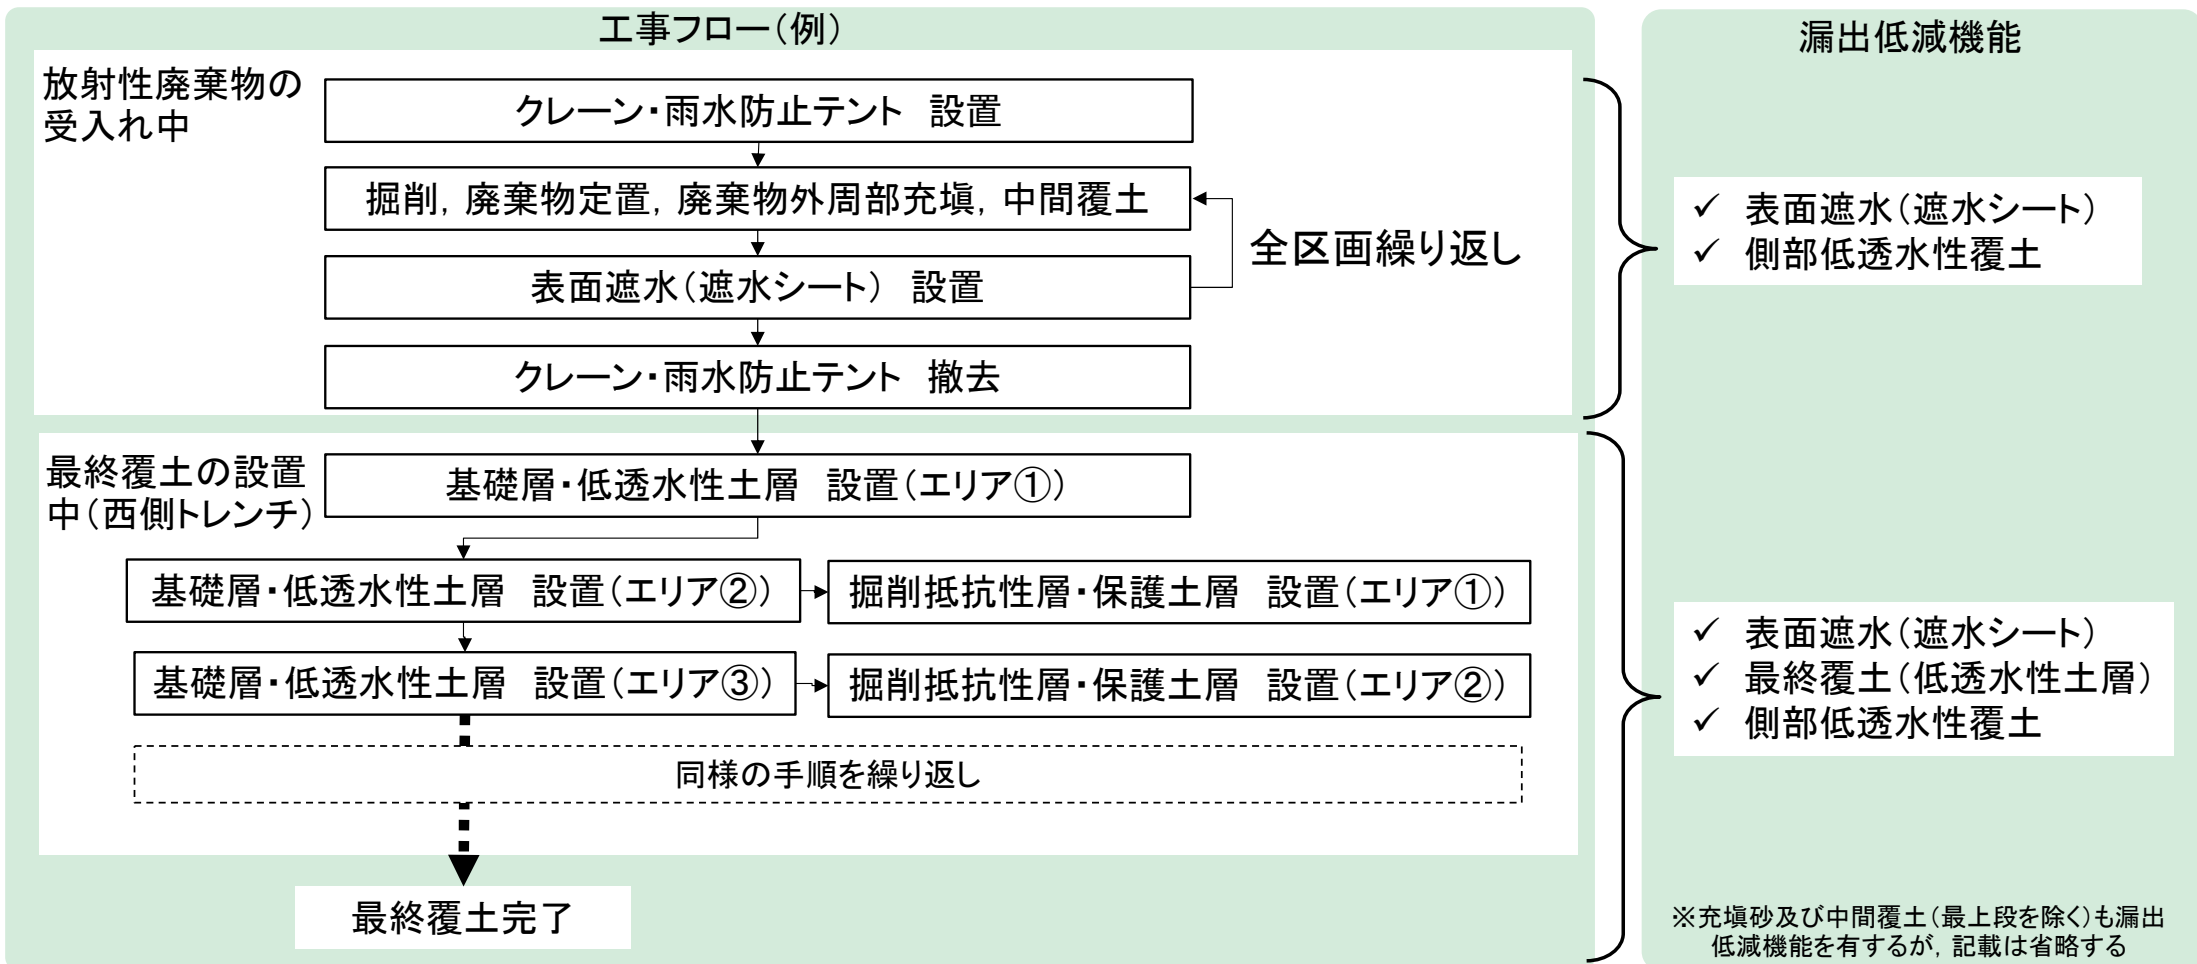 工事フロー(例)
放射性廃棄物の
受入れ中
クレーン・雨水防止テント　設置
掘削, 廃棄物定置, 廃棄物外周部充塡, 中間覆土
全区画繰り返し
表面遮水(遮水シート)　設置
クレーン・雨水防止テント　撤去
最終覆土の設置
中(西側トレンチ)
基礎層・低透水性土層　設置(エリア①)
基礎層・低透水性土層　設置(エリア②)
掘削抵抗性層・保護土層　設置(エリア①)
基礎層・低透水性土層　設置(エリア③)
掘削抵抗性層・保護土層　設置(エリア②)
同様の手順を繰り返し
最終覆土完了
漏出低減機能
✓ 表面遮水(遮水シート)
✓ 側部低透水性覆土
✓ 表面遮水(遮水シート)
✓ 最終覆土(低透水性土層)
✓ 側部低透水性覆土
※充塡砂及び中間覆土(最上段を除く)も漏出
低減機能を有するが, 記載は省略する